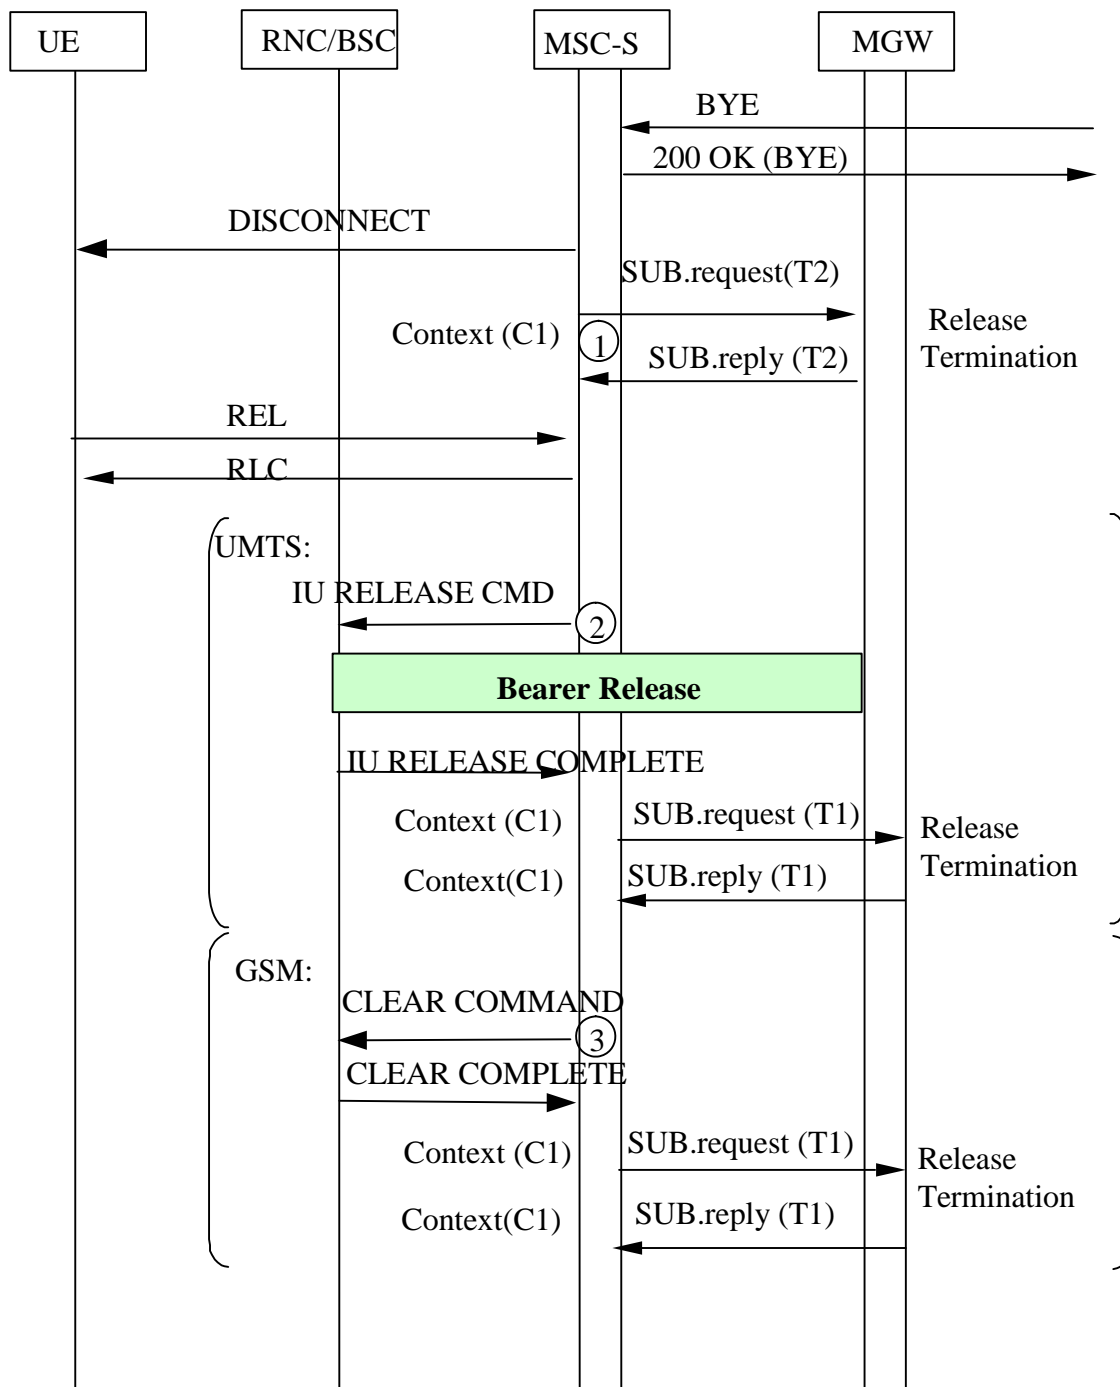 UE
RNC/BSC
MSC-S
MGW
BYE
200 OK (BYE)
DISCONNECT
SUB.request(T2)
Context (C1)
1
Release
Termination
SUB.reply (T2)
REL
RLC
UMTS:
IU RELEASE CMD
2
Bearer Release
IU RELEASE COMPLETE
Context (C1)
SUB.request (T1)
Release
Termination
Context(C1)
SUB.reply (T1)
GSM:
CLEAR COMMAND
3
CLEAR COMPLETE
Context (C1)
SUB.request (T1)
Release
Termination
Context(C1)
SUB.reply (T1)